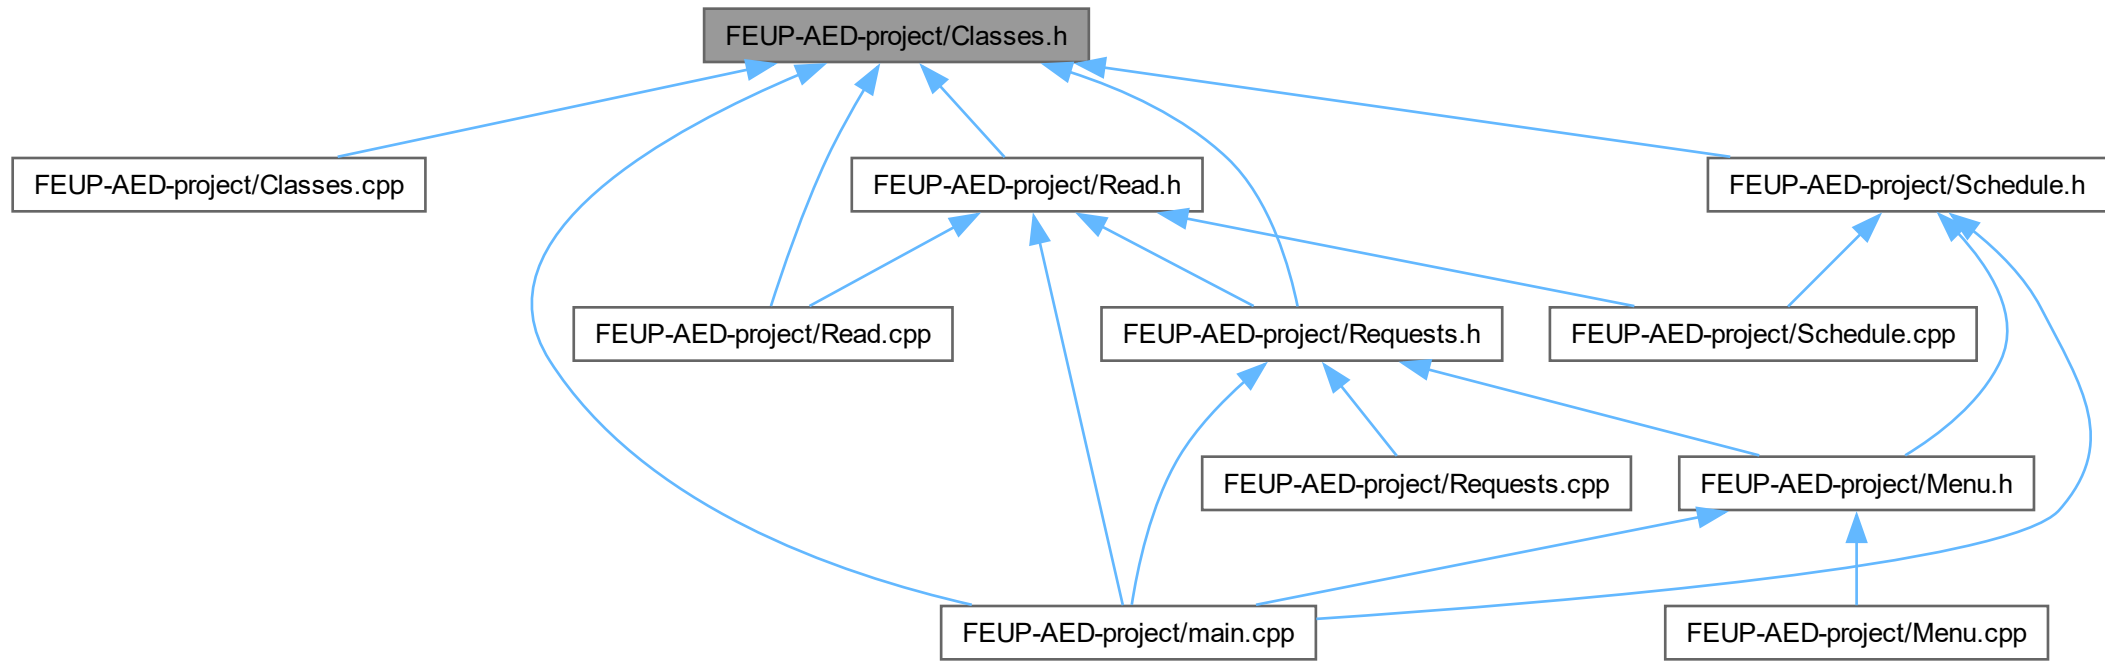 FEUP-AED-project/Classes.h
FEUP-AED-project/Classes.cpp
FEUP-AED-project/Read.h
FEUP-AED-project/Schedule.h
FEUP-AED-project/Read.cpp
FEUP-AED-project/Requests.h
FEUP-AED-project/Schedule.cpp
FEUP-AED-project/Requests.cpp
FEUP-AED-project/Menu.h
FEUP-AED-project/main.cpp
FEUP-AED-project/Menu.cpp